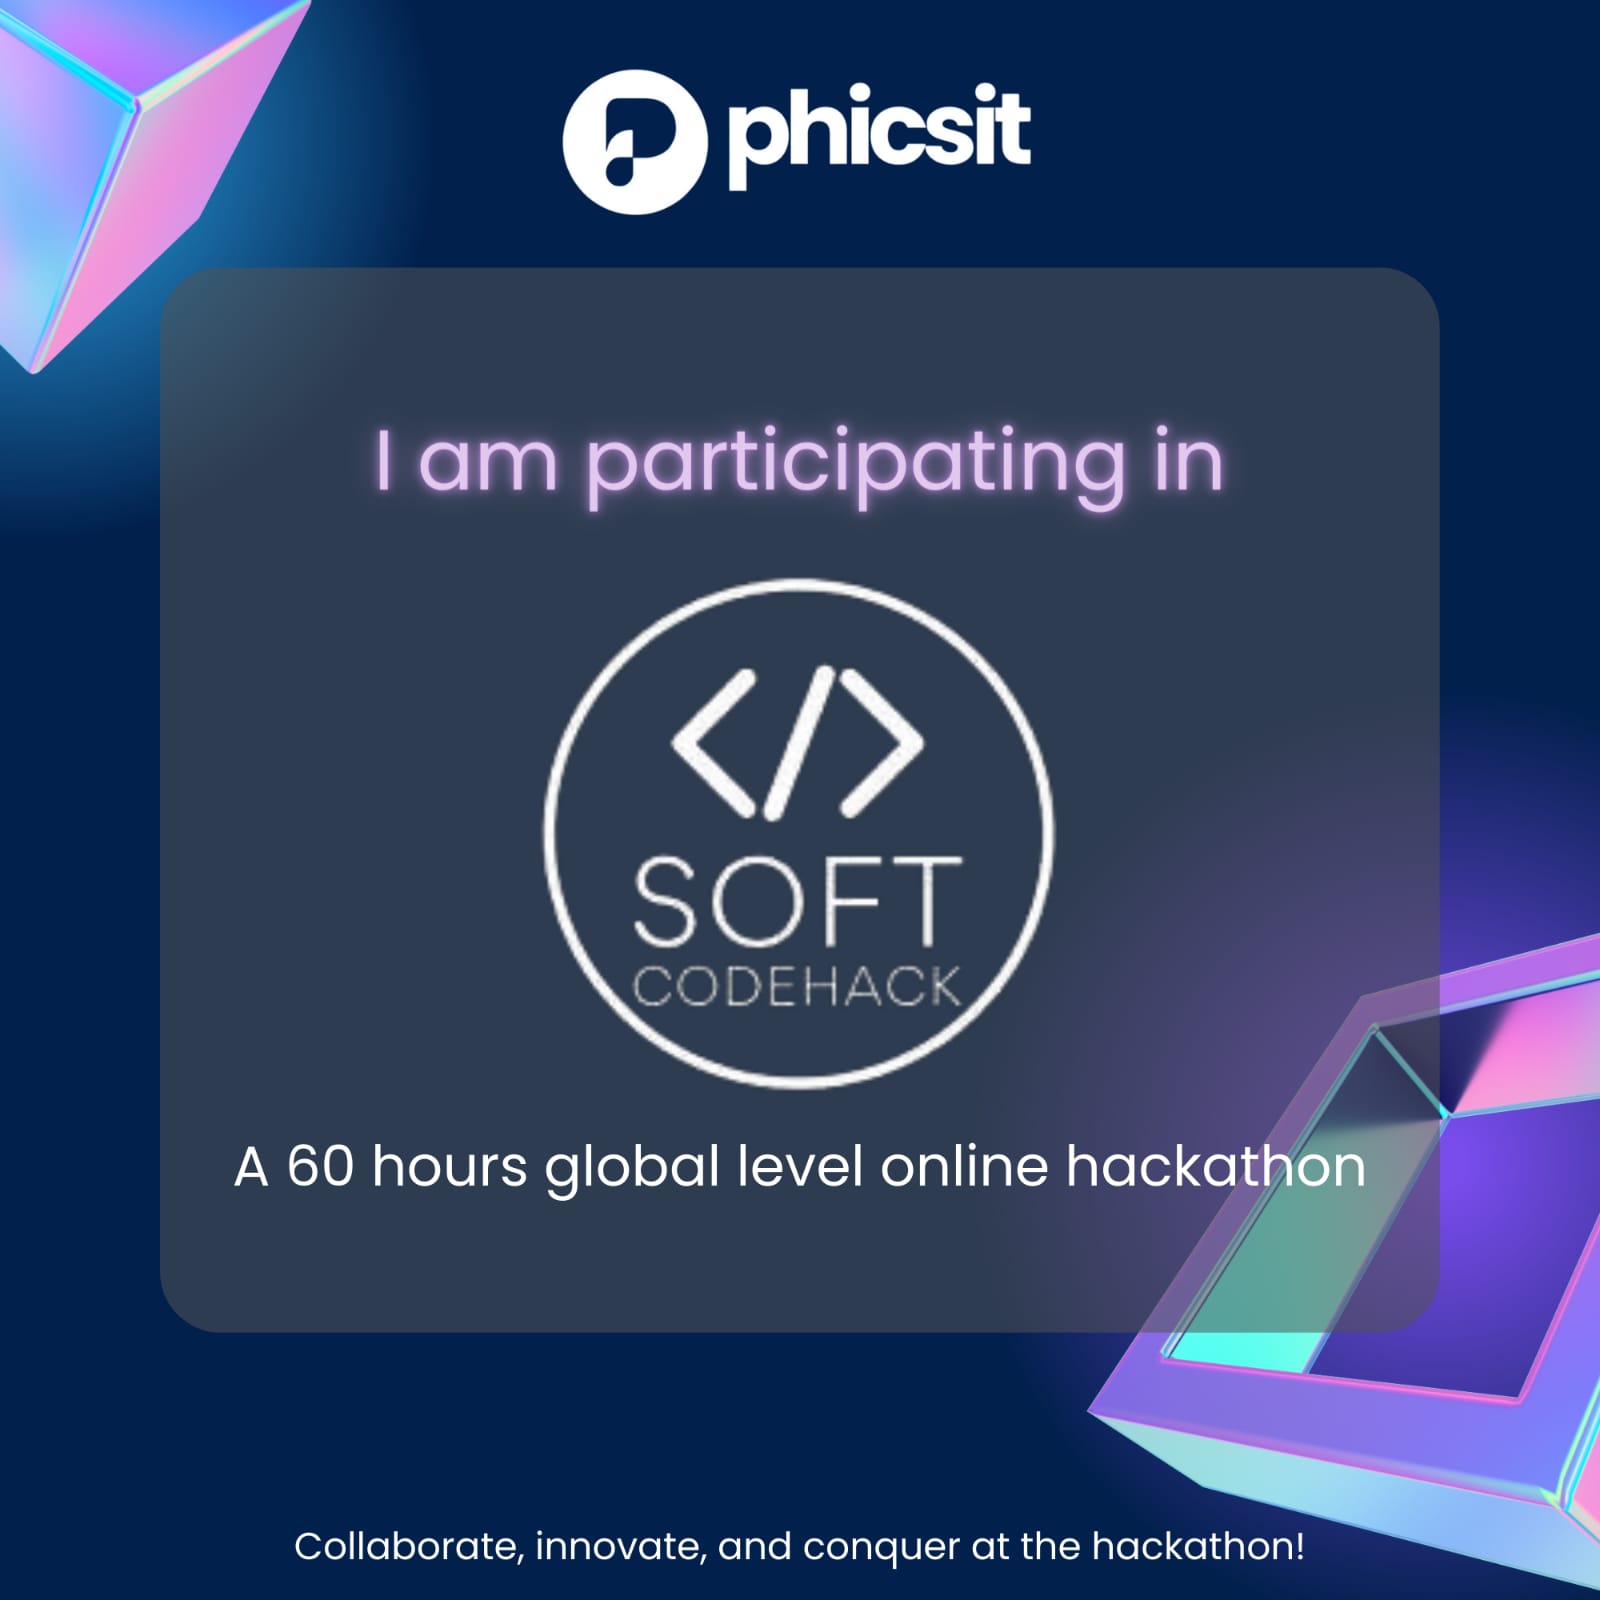 phicsit
I am participating in
</>
SOFT
CODEHACK
A 60 hours global level online hackathon
Collaborate, innovate, and conquer at the hackathon!